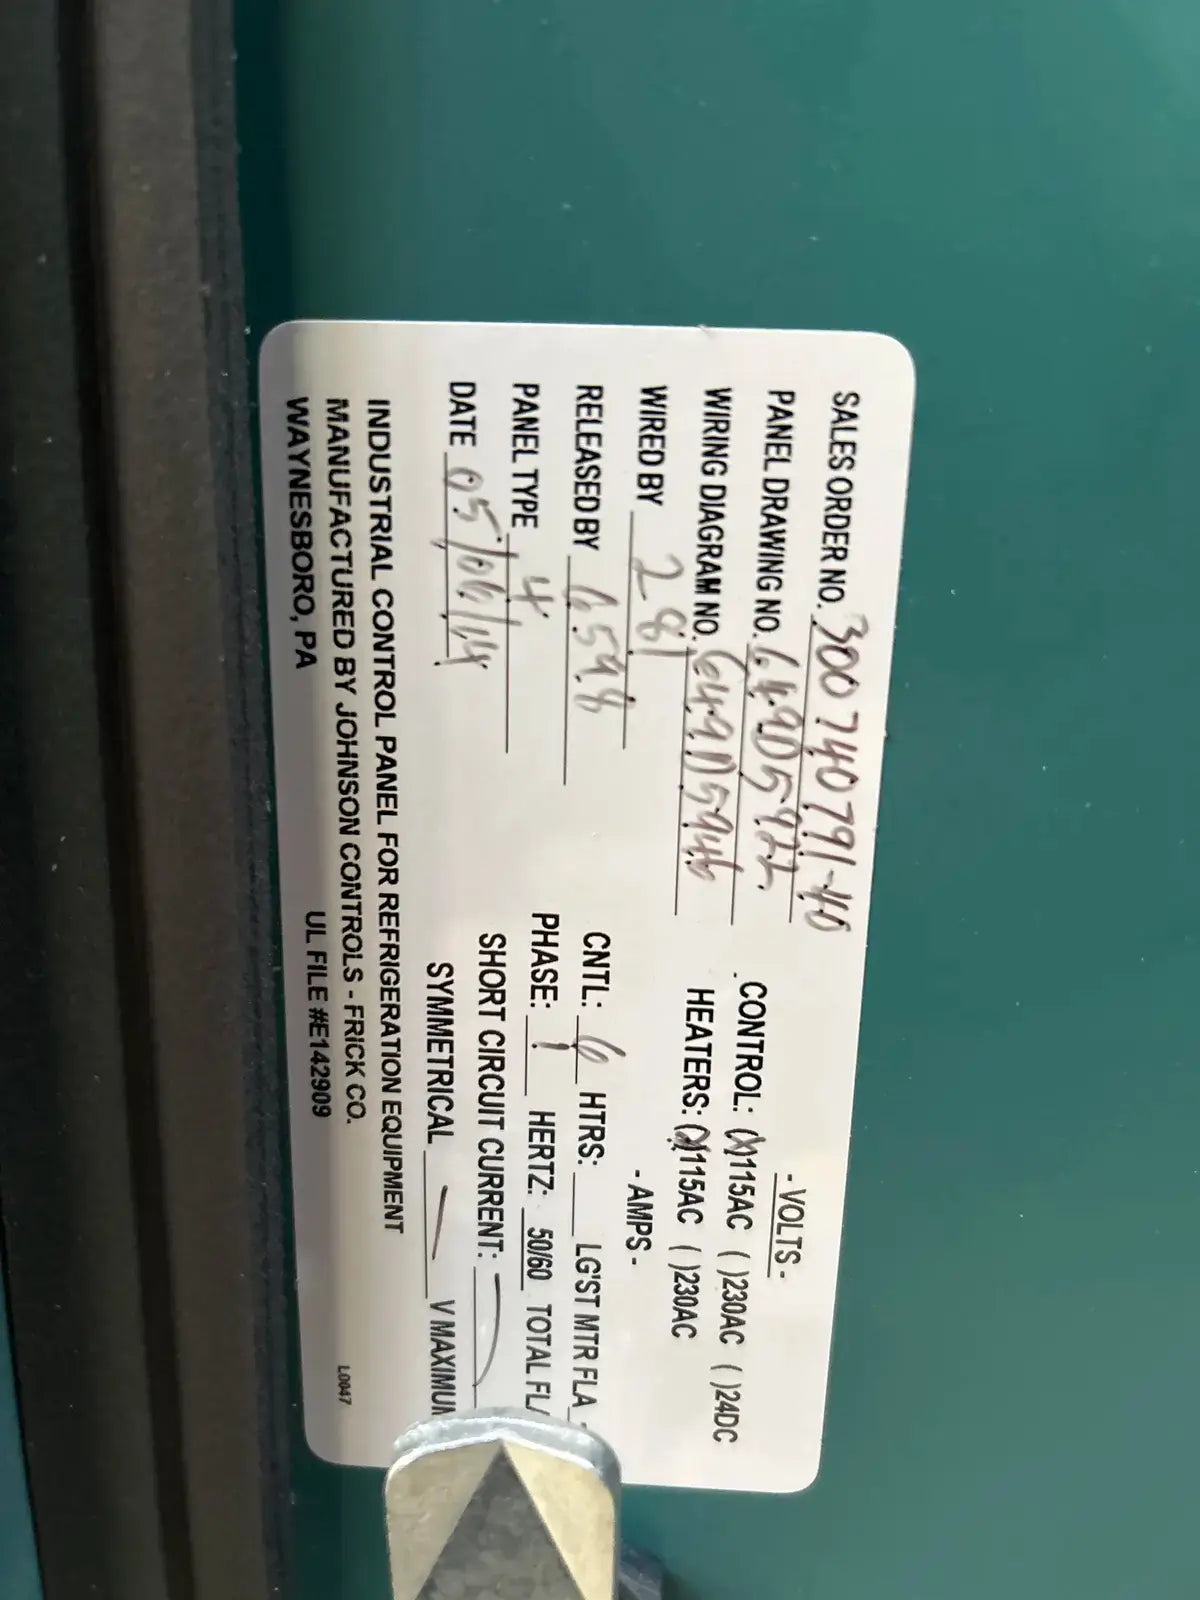 SALES ORDER NO. 300740791-40
PANEL DRAWING NO. 649D5922
WIRING DIAGRAM NO. 649D5946
WIRED BY 281
RELEASED BY 6598
PANEL TYPE 4
DATE 05/06/14
- VOLTS -
CONTROL: (X)115AC ( )230AC ( )24DC
HEATERS: (X)115AC ( )230AC
- AMPS -
CNTL: 6 HTRS: LG'ST MTR FLA
PHASE: 1 HERTZ: 50/60 TOTAL FL
SHORT CIRCUIT CURRENT: —
SYMMETRICAL — V MAXIMU
INDUSTRIAL CONTROL PANEL FOR REFRIGERATION EQUIPMENT
MANUFACTURED BY JOHNSON CONTROLS - FRICK CO.
WAYNESBORO, PA
UL FILE #E142909
L0047